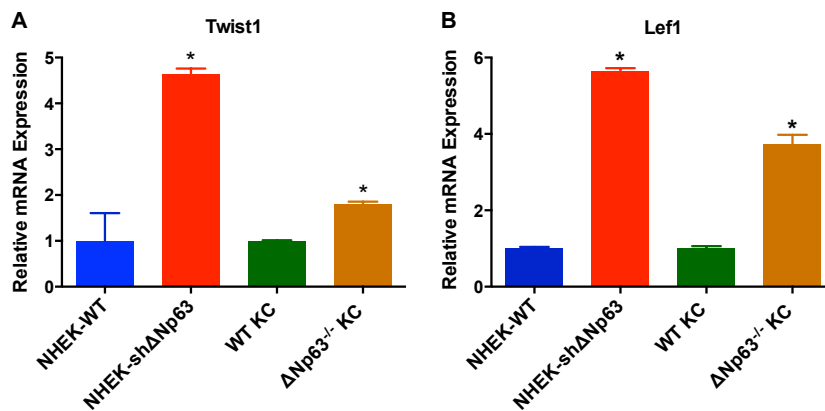 A
Twist1
Relative mRNA Expression
5
4
3
2
1
0
*
*
NHEK-WT
NHEK-shΔNp63
WT KC
ΔNp63-/- KC
B
Lef1
Relative mRNA Expression
6
4
2
0
*
*
NHEK-WT
NHEK-shΔNp63
WT KC
ΔNp63-/- KC